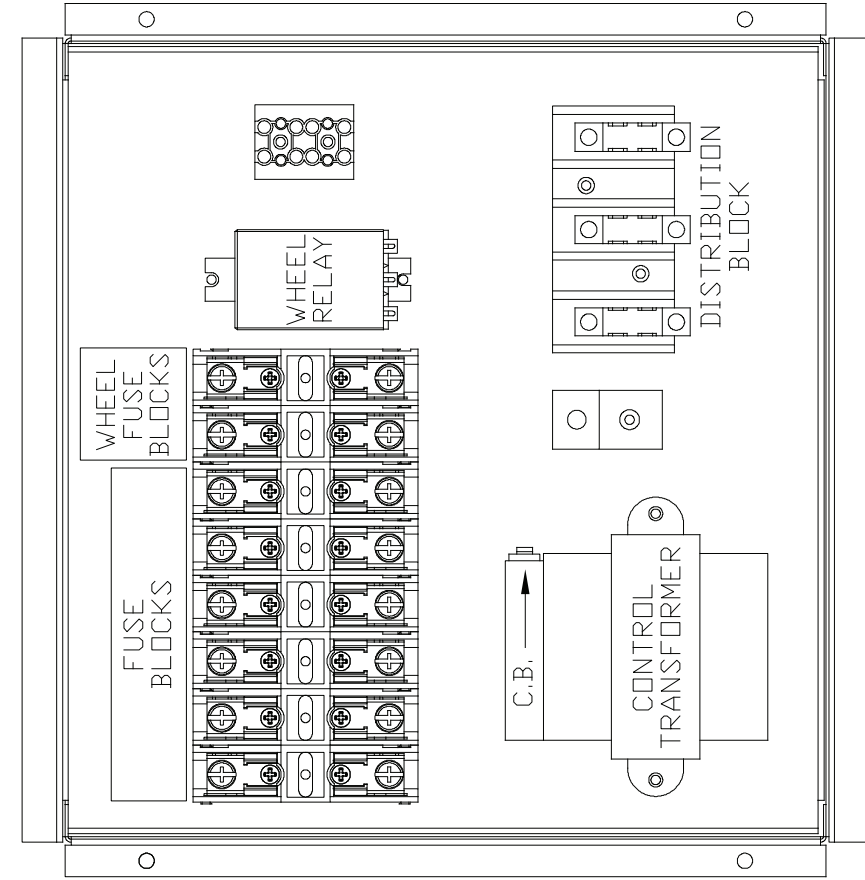 WHEEL
RELAY
DISTRIBUTION
BLOCK
WHEEL
FUSE
BLOCKS
FUSE
BLOCKS
C.B.
CONTROL
TRANSFORMER